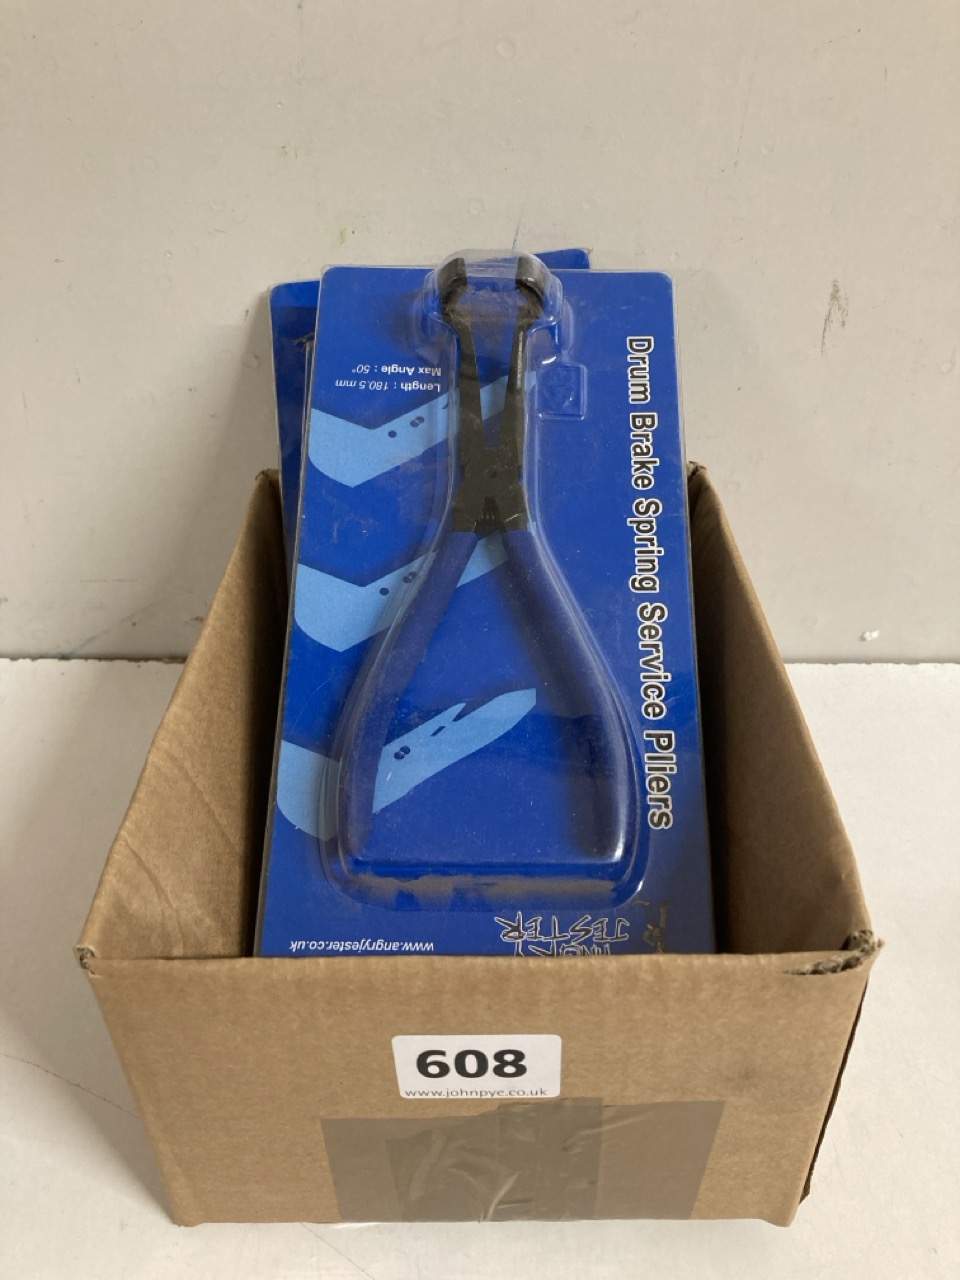 Drum Brake Spring Service Pliers
Length : 180.5 mm
Max Angle : 50°
JESTER
www.angryjester.co.uk
608
www.johnpye.co.uk